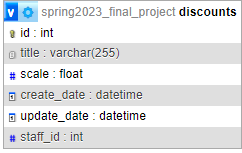 v spring2023_final_project discounts
id : int
title : varchar(255)
# scale : float
create_date : datetime
update_date : datetime
# staff_id : int